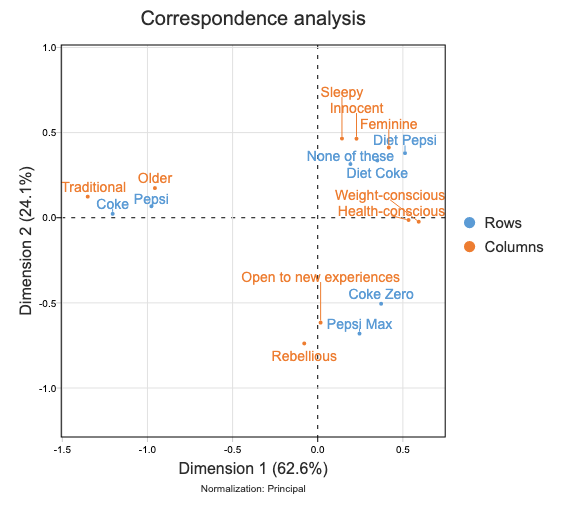 Correspondence analysis
1.0
Sleepy
Innocent
Feminine
0.5
Diet Pepsi
None of these
Diet Coke
Older
Traditional
Pepsi
Coke
Weight-conscious
Health-conscious
0.0
Rows
Columns
Dimension 2 (24.1%)
Open to new experiences
Coke Zero
-0.5
Pepsi Max
Rebellious
-1.0
-1.5
-1.0
-0.5
0.0
0.5
Dimension 1 (62.6%)
Normalization: Principal